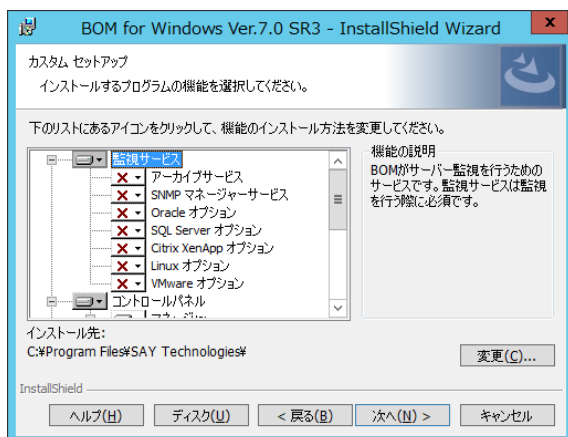 BOM for Windows Ver.7.0 SR3 - InstallShield Wizard
カスタム セットアップ
インストールするプログラムの機能を選択してください。
下のリストにあるアイコンをクリックして、機能のインストール方法を変更してください。
監視サービス
アーカイブサービス
SNMP マネージャーサービス
Oracle オプション
SQL Server オプション
Citrix XenApp オプション
Linux オプション
VMware オプション
コントロールパネル
機能の説明
BOMがサーバー監視を行うための
サービスです。監視サービスは監視
を行う際に必須です。
インストール先:
C:¥Program Files¥SAY Technologies¥
変更(C)...
InstallShield
ヘルプ(H)
ディスク(U)
< 戻る(B)
次へ(N) >
キャンセル